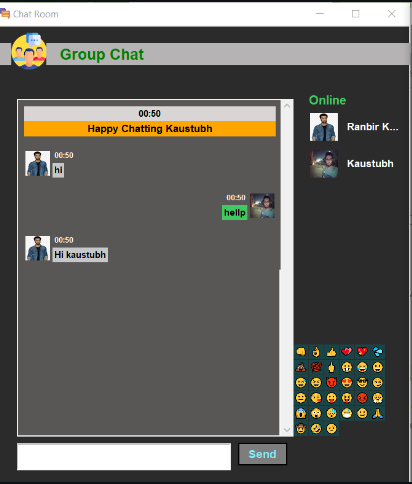 Chat Room
Group Chat
Online
00:50
Happy Chatting Kaustubh
Ranbir K...
00:50
hi
Kaustubh
00:50
hellp
00:50
Hi kaustubh
Send